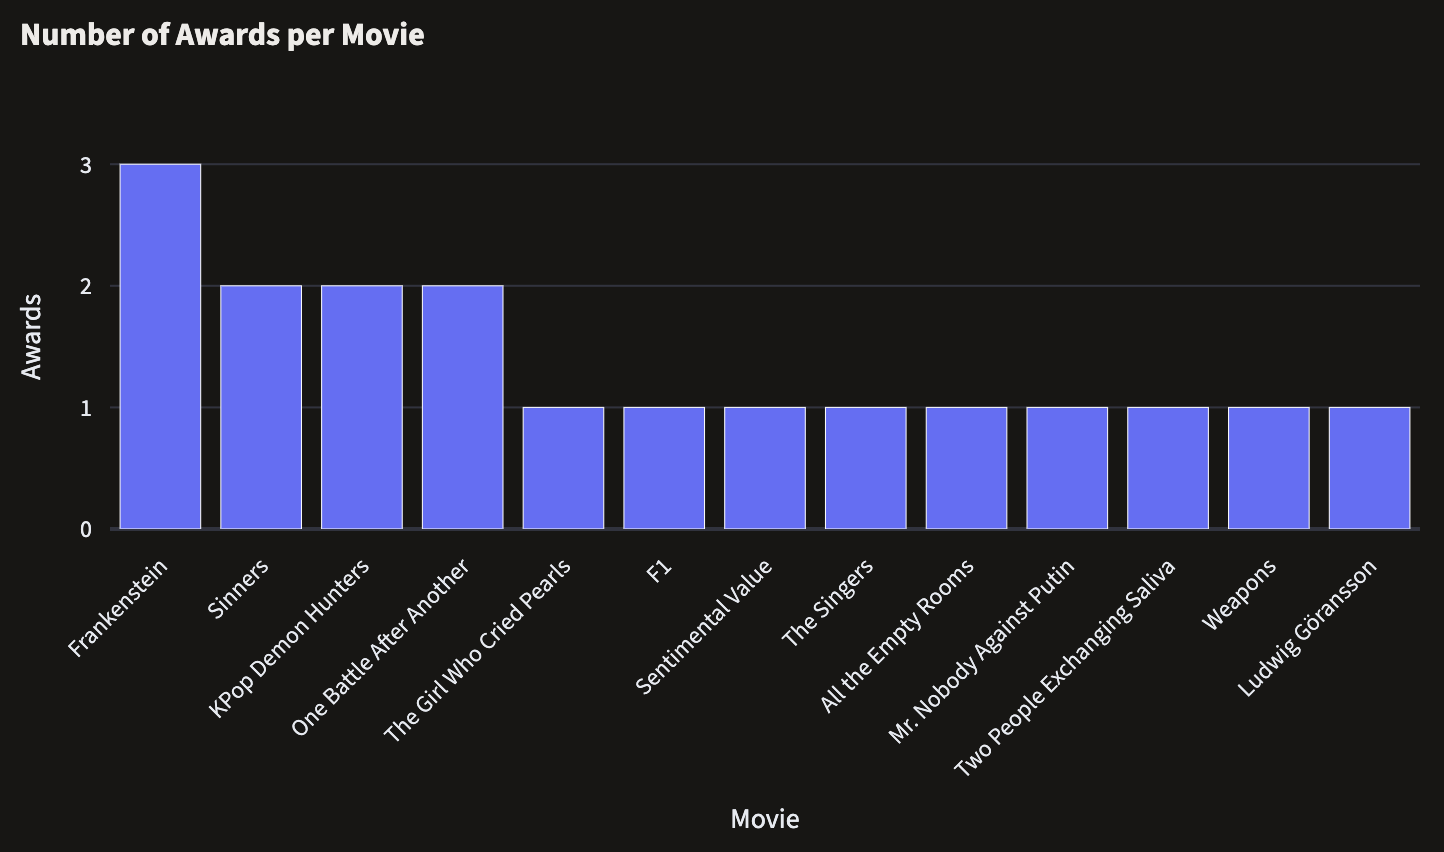 Number of Awards per Movie
3
2
1
0
Awards
Frankenstein
Sinners
KPop Demon Hunters
One Battle After Another
The Girl Who Cried Pearls
F1
Sentimental Value
The Singers
All the Empty Rooms
Mr. Nobody Against Putin
Two People Exchanging Saliva
Weapons
Ludwig Göransson
Movie